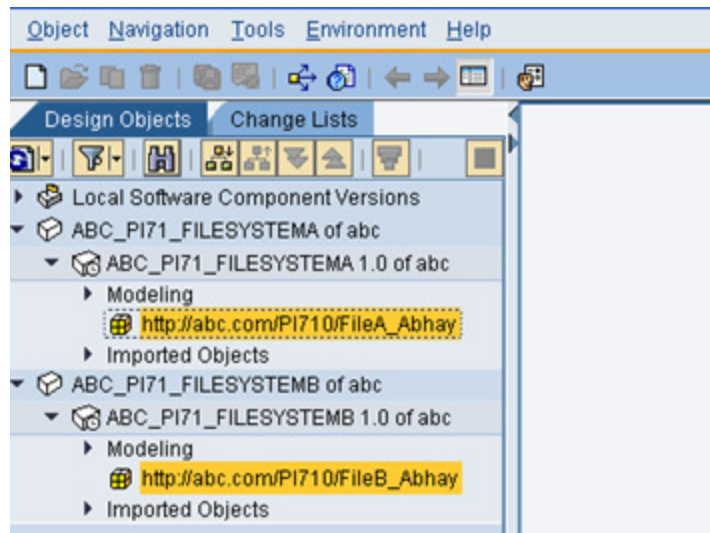 Object Navigation Tools Environment Help
Design Objects Change Lists
Local Software Component Versions
ABC_PI71_FILESYSTEMA of abc
ABC_PI71_FILESYSTEMA 1.0 of abc
Modeling
http://abc.com/PI710/FileA_Abhay
Imported Objects
ABC_PI71_FILESYSTEMB of abc
ABC_PI71_FILESYSTEMB 1.0 of abc
Modeling
http://abc.com/PI710/FileB_Abhay
Imported Objects